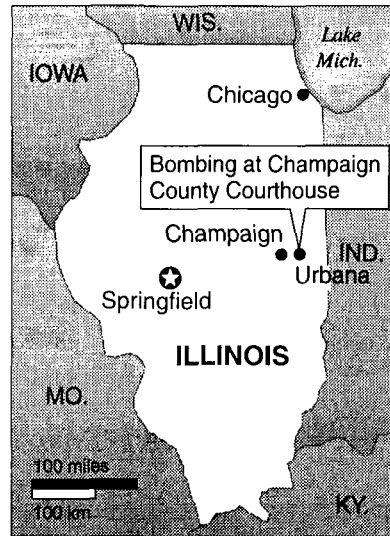 WIS.
Lake
Mich.
IOWA
Chicago
Bombing at Champaign
County Courthouse
Champaign
IND.
Urbana
Springfield
ILLINOIS
MO.
100 miles
100 km
KY.